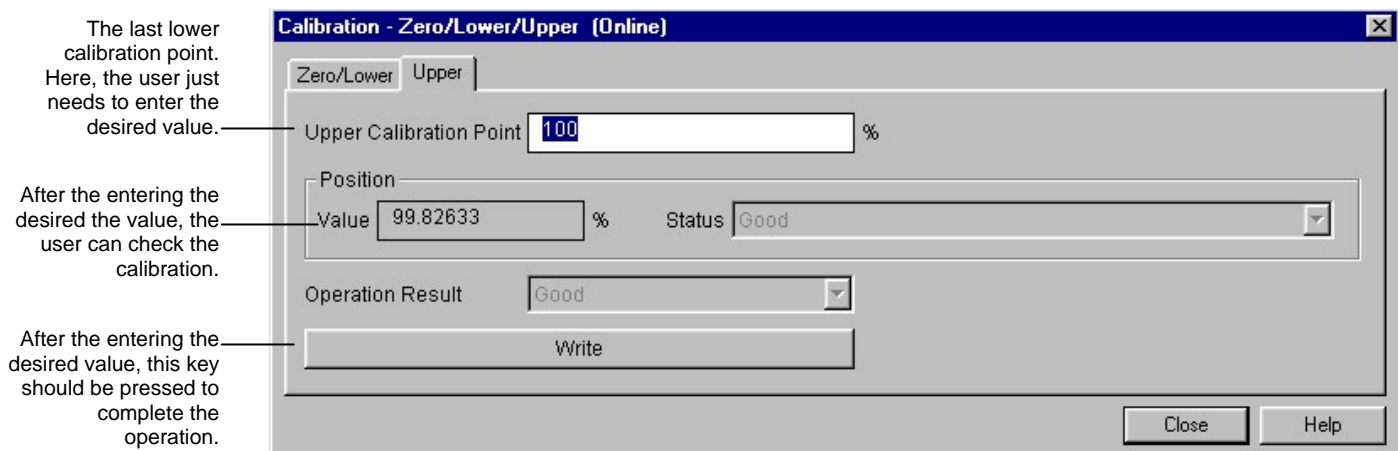 The last lower
calibration point.
Here, the user just
needs to enter the
desired value.
After the entering the
desired the value, the
user can check the
calibration.
After the entering the
desired value, this key
should be pressed to
complete the
operation.
Calibration - Zero/Lower/Upper (Online)
Zero/Lower Upper
Upper Calibration Point 100 %
Position
Value 99.82633 % Status Good
Operation Result Good
Write
Close Help